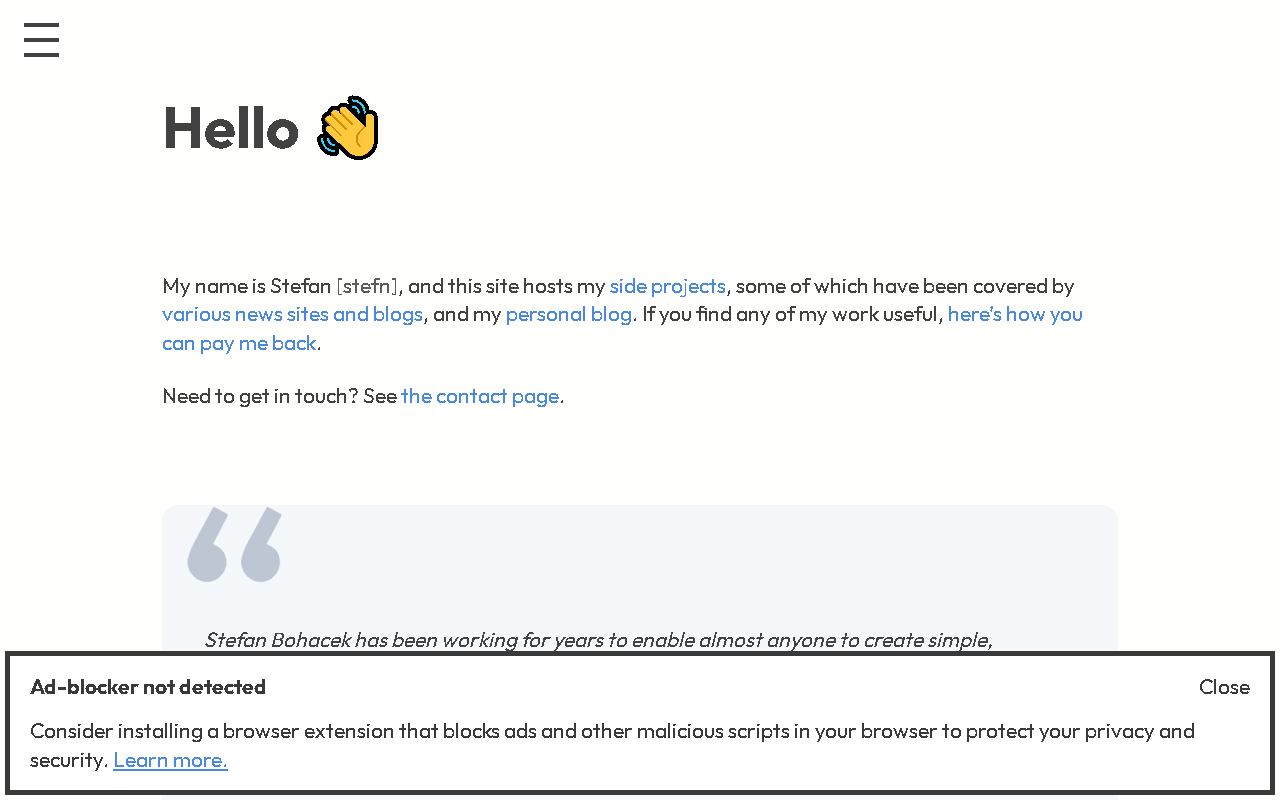 Hello 👋
My name is Stefan [stefn], and this site hosts my side projects, some of which have been covered by
various news sites and blogs, and my personal blog. If you find any of my work useful, here's how you
can pay me back.
Need to get in touch? See the contact page.
“
Stefan Bohacek has been working for years to enable almost anyone to create simple,
Ad-blocker not detected
Close
Consider installing a browser extension that blocks ads and other malicious scripts in your browser to protect your privacy and
security. Learn more.